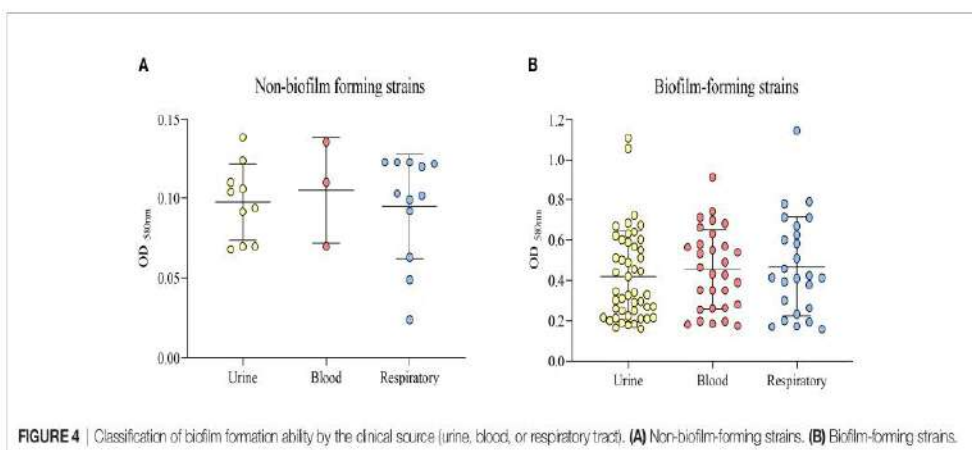 A
Non-biofilm forming strains
0.15
0.10
0.05
0.00
OD 580nm
Urine
Blood
Respiratory
B
Biofilm-forming strains
1.2
1.0
0.8
0.6
0.4
0.2
0.0
OD 580nm
Urine
Blood
Respiratory
FIGURE 4 | Classification of biofilm formation ability by the clinical source (urine, blood, or respiratory tract). (A) Non-biofilm-forming strains. (B) Biofilm-forming strains.